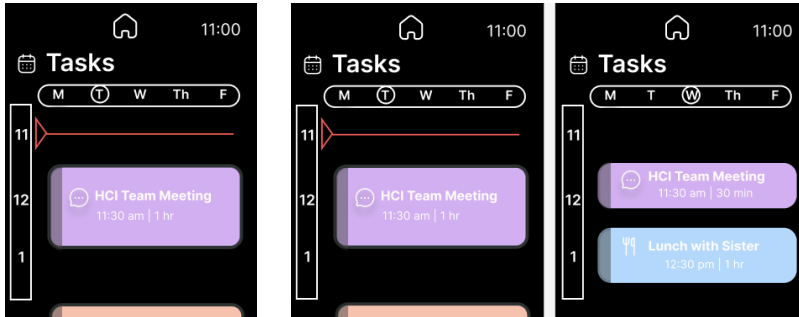 11:00
Tasks
M T W Th F
11
HCI Team Meeting
11:30 am | 1 hr
12
1
11:00
Tasks
M T W Th F
11
HCI Team Meeting
11:30 am | 1 hr
12
1
11:00
Tasks
M T W Th F
11
HCI Team Meeting
11:30 am | 30 min
12
Lunch with Sister
12:30 pm | 1 hr
1